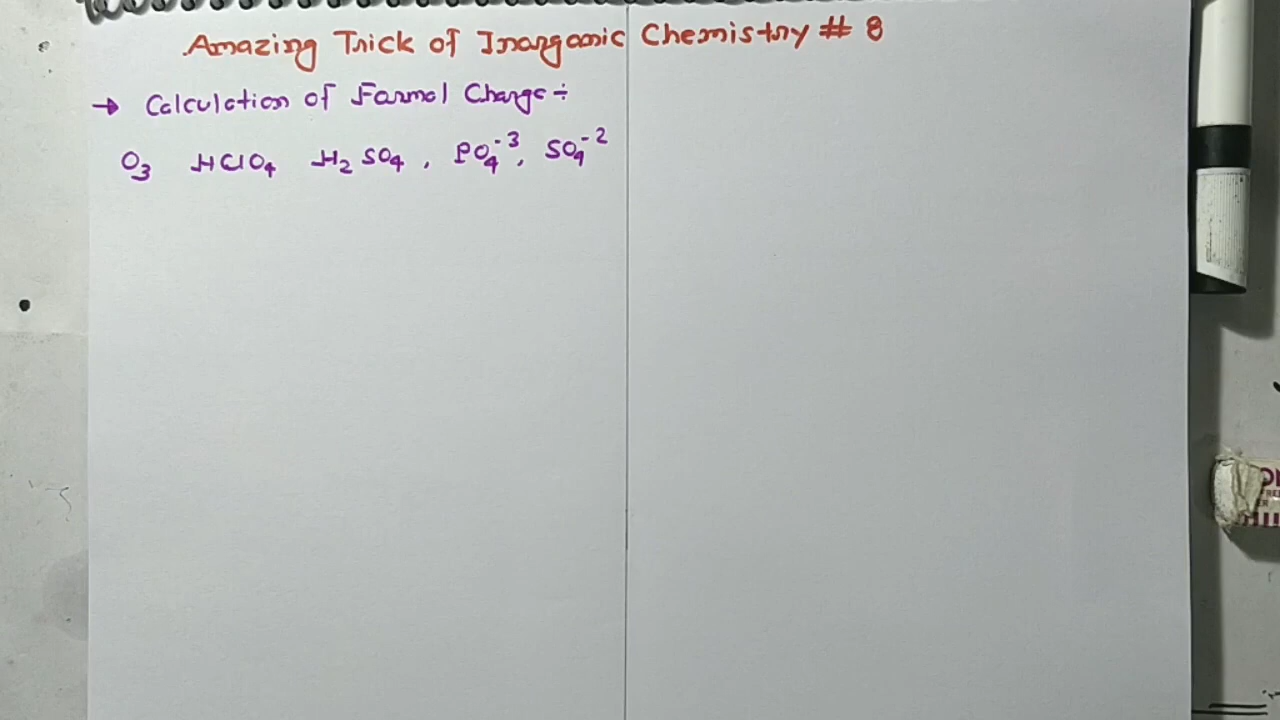 Amazing Trick of Inorganic Chemistry # 8
→ Calculation of Formal Charge ÷
O₃ HClO₄ H₂SO₄ , PO₄⁻³, SO₄⁻²